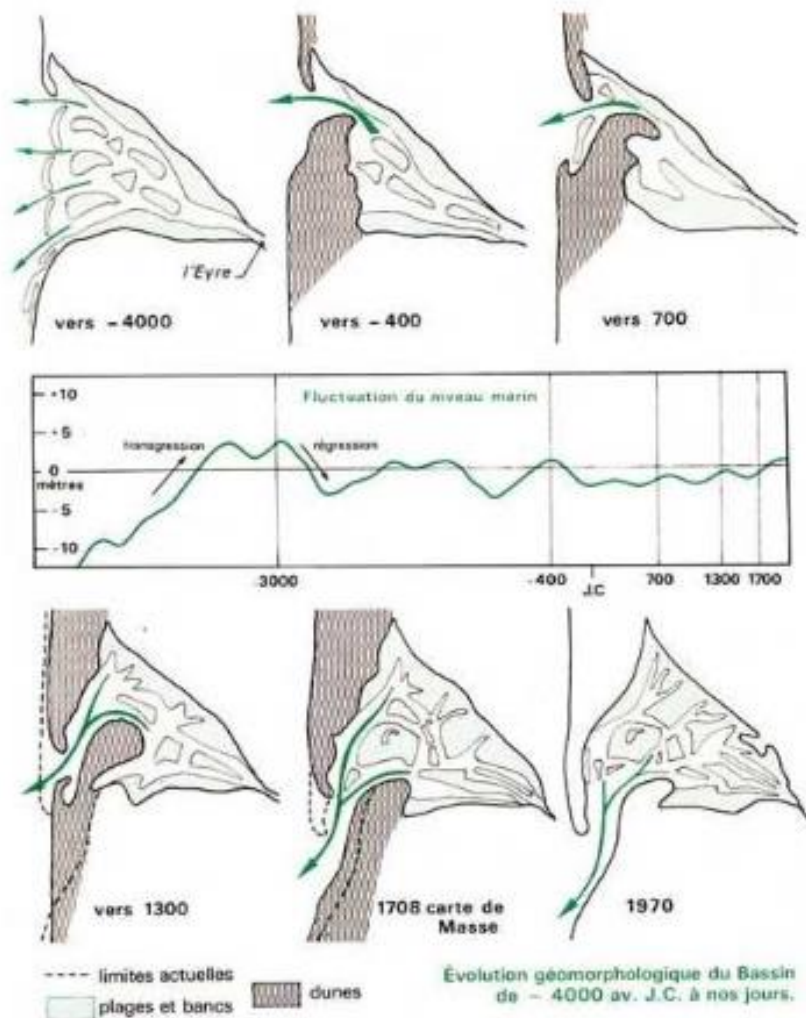 l'Eyre
vers - 4000
vers - 400
vers 700
+10
Fluctuation du niveau marin
+5
transgression
régression
0
mètres
-5
-10
-3000
-400
J.C
700
1300
1700
vers 1300
1708 carte de
Masse
1970
limites actuelles
plages et bancs
dunes
Évolution géomorphologique du Bassin
de - 4000 av. J.C. à nos jours.